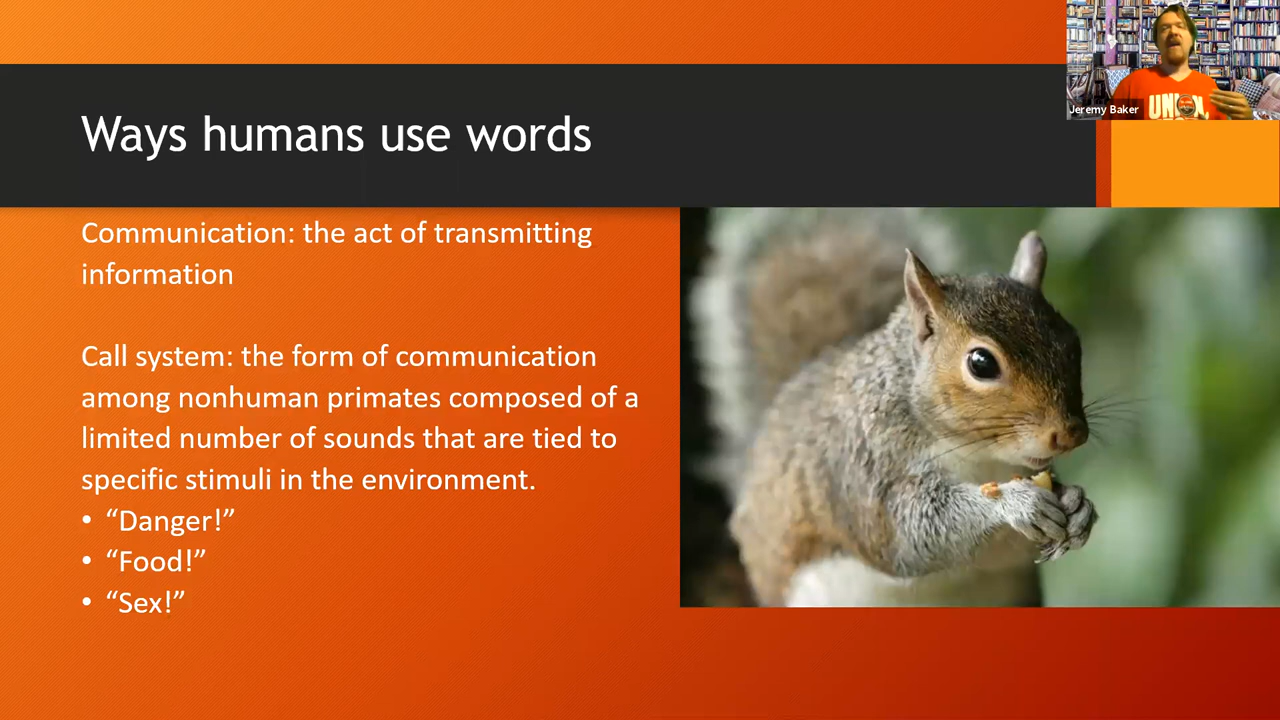 Jeremy Baker
Ways humans use words
Communication: the act of transmitting
information
Call system: the form of communication
among nonhuman primates composed of a
limited number of sounds that are tied to
specific stimuli in the environment.
• “Danger!”
• “Food!”
• “Sex!”